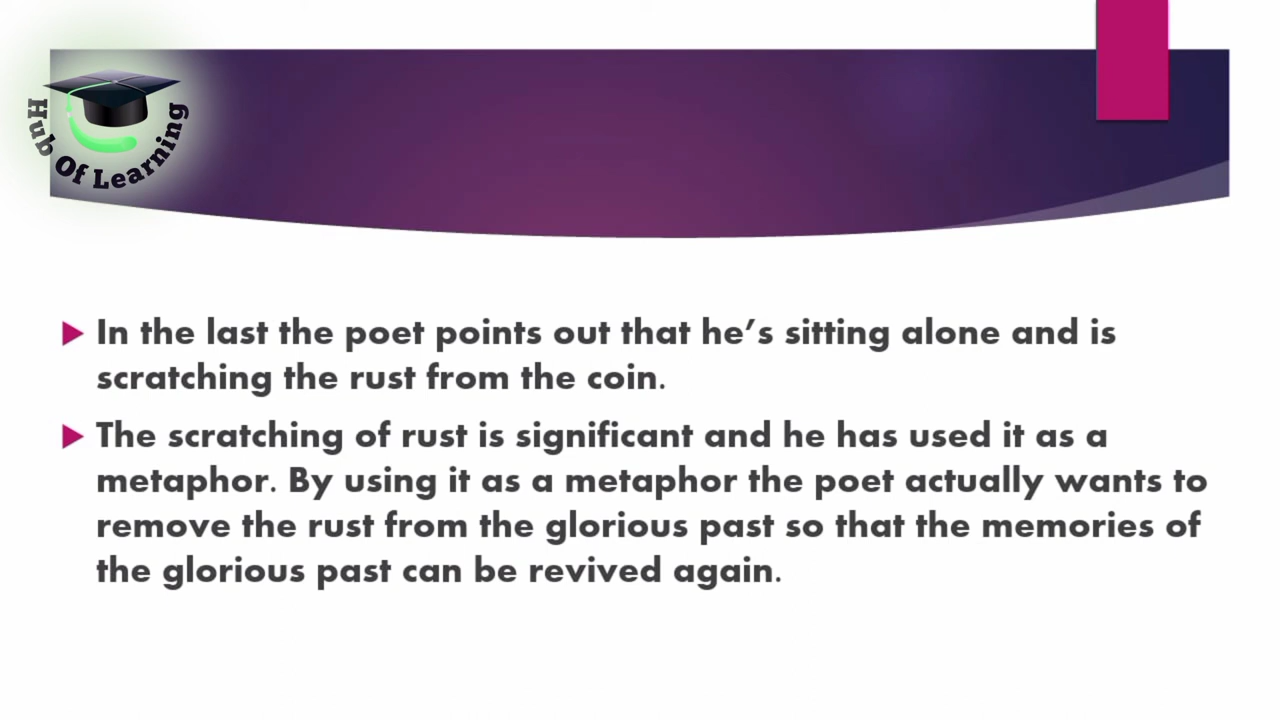 Hub Of Learning
In the last the poet points out that he’s sitting alone and is
scratching the rust from the coin.
The scratching of rust is significant and he has used it as a
metaphor. By using it as a metaphor the poet actually wants to
remove the rust from the glorious past so that the memories of
the glorious past can be revived again.